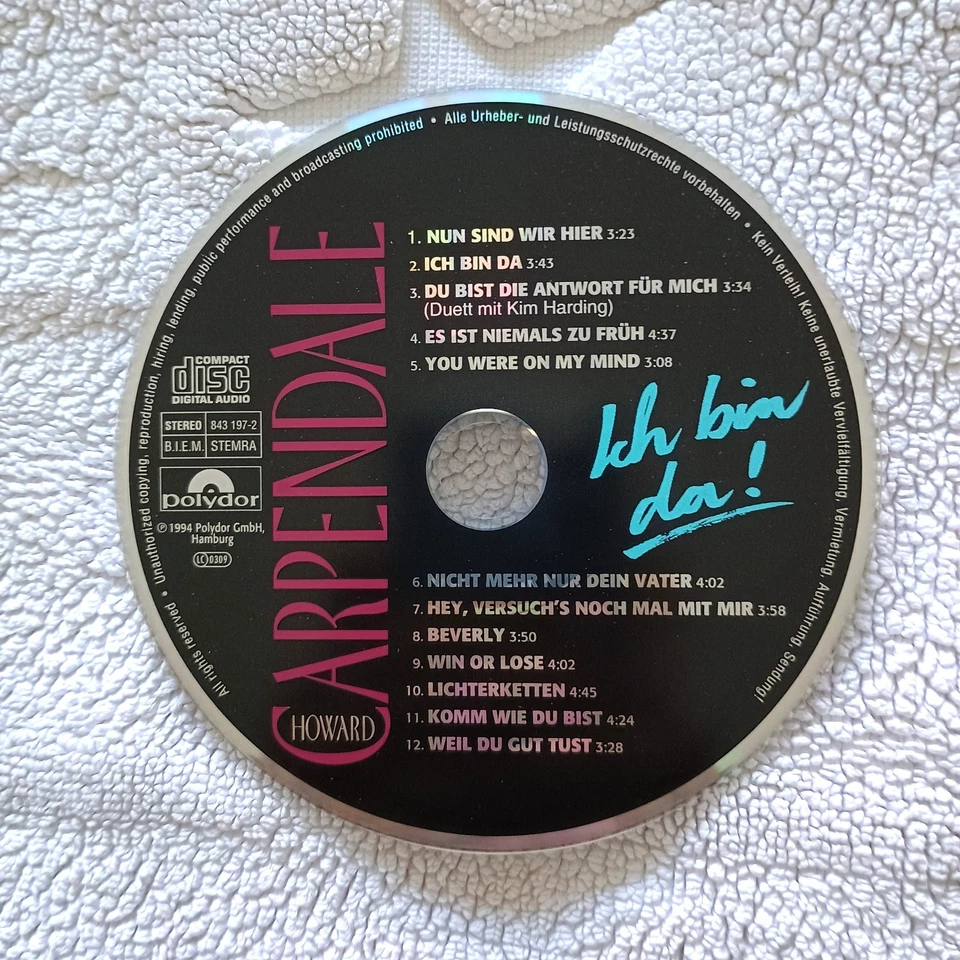 Unauthorized copying, reproduction, hiring, lending, public performance and broadcasting prohibited • Alle Urheber- und Leistungsschutzrechte vorbehalten • Kein Verleih! Keine unerlaubte Vervielfältigung, Vermietung, Aufführung, Sendung!
All rights reserved •
HOWARD
CARPENDALE
COMPACT
disc
DIGITAL AUDIO
STEREO 843 197-2
B.I.E.M. STEMRA
polydor
℗ 1994 Polydor GmbH,
Hamburg
LC 0309
1. NUN SIND WIR HIER 3:23
2. ICH BIN DA 3:43
3. DU BIST DIE ANTWORT FÜR MICH 3:34
(Duett mit Kim Harding)
4. ES IST NIEMALS ZU FRÜH 4:37
5. YOU WERE ON MY MIND 3:08
Ich bin
da!
6. NICHT MEHR NUR DEIN VATER 4:02
7. HEY, VERSUCH'S NOCH MAL MIT MIR 3:58
8. BEVERLY 3:50
9. WIN OR LOSE 4:02
10. LICHTERKETTEN 4:45
11. KOMM WIE DU BIST 4:24
12. WEIL DU GUT TUST 3:28